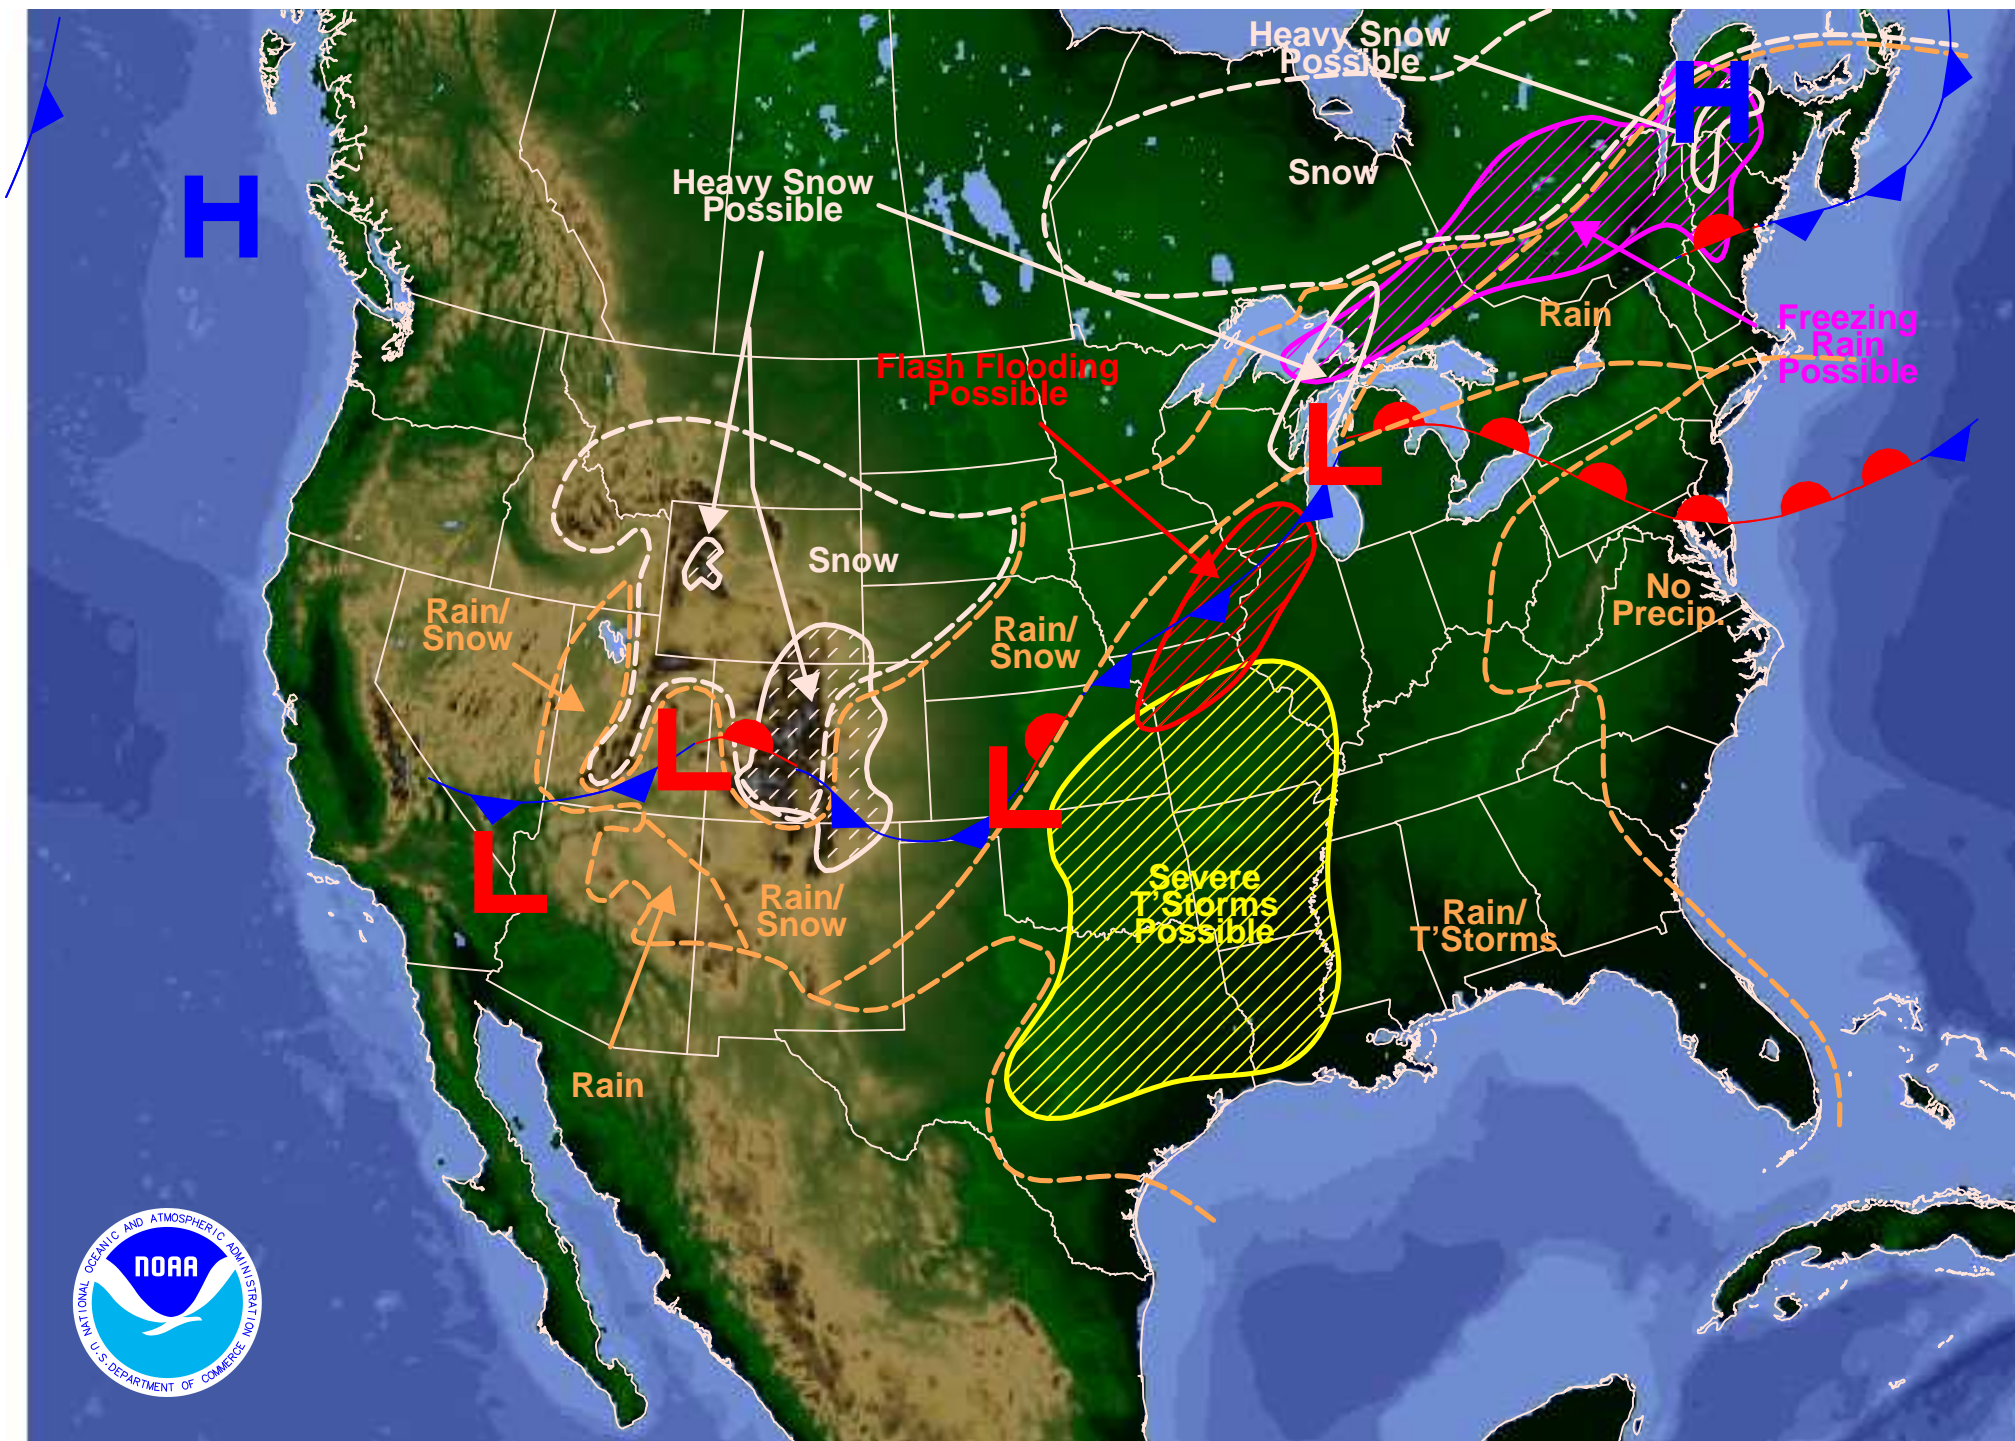 Heavy Snow
Possible
H
Snow
Heavy Snow
Possible
H
Rain
Freezing
Rain
Possible
Flash Flooding
Possible
L
Snow
Rain/
Snow
Rain/
Snow
No
Precip.
L
L
L
Severe
T'Storms
Possible
Rain/
Snow
Rain/
T'Storms
Rain
NATIONAL OCEANIC AND ATMOSPHERIC ADMINISTRATION
NOAA
U.S. DEPARTMENT OF COMMERCE